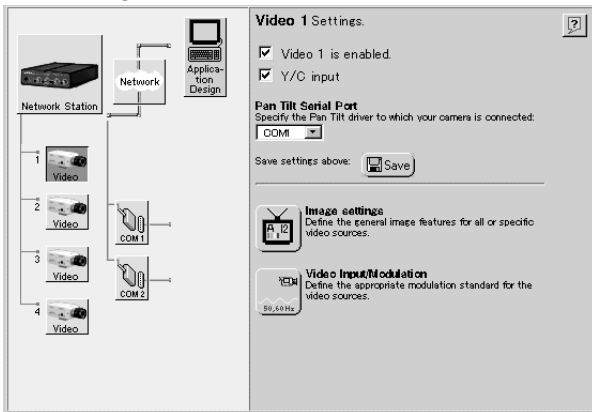 Network Station
Network
Applica-
tion
Design
1
Video
2
Video
3
Video
4
Video
COM 1
COM 2
Video 1 Settings.
?
Video 1 is enabled.
Y/C input
Pan Tilt Serial Port
Specify the Pan Tilt driver to which your camera is connected:
COM1
Save settings above:
Save
Image settings
Define the general image features for all or specific
video sources.
Video Input/Modulation
Define the appropriate modulation standard for the
video sources.
50,60Hz